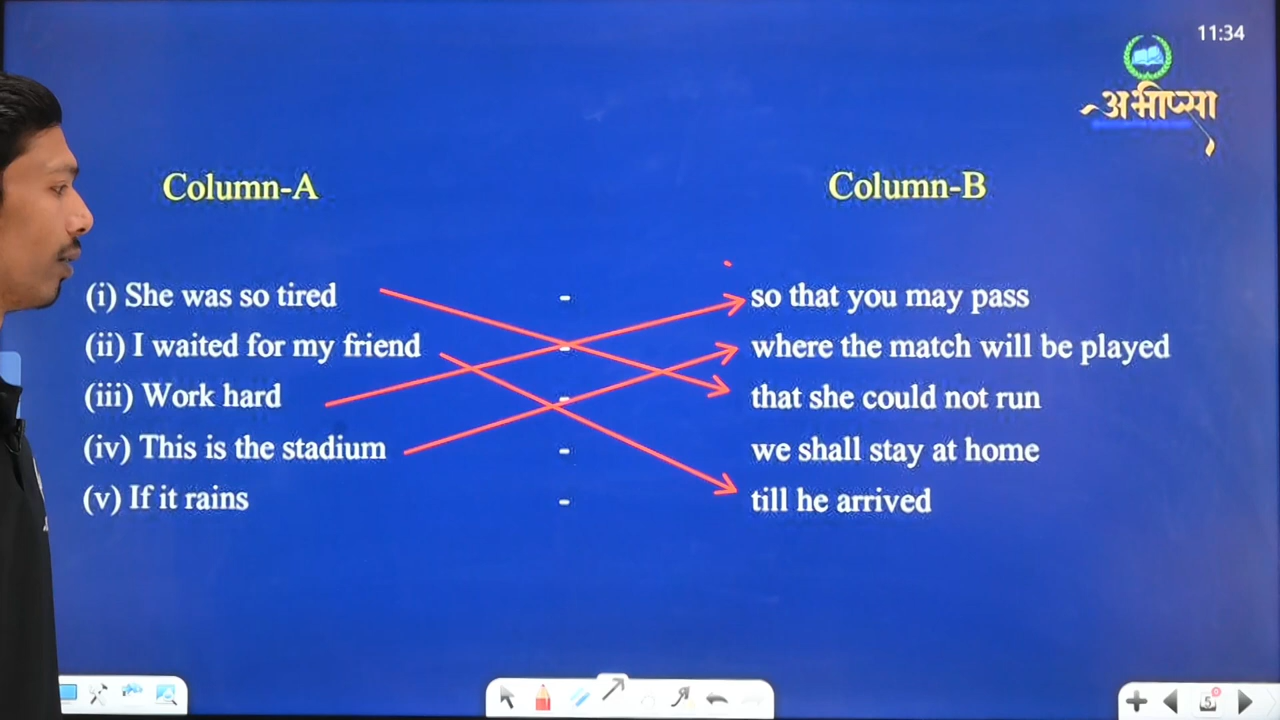 11:34
अभीप्सा
Column-A Column-B
(i) She was so tired - so that you may pass
(ii) I waited for my friend - where the match will be played
(iii) Work hard - that she could not run
(iv) This is the stadium - we shall stay at home
(v) If it rains - till he arrived
5